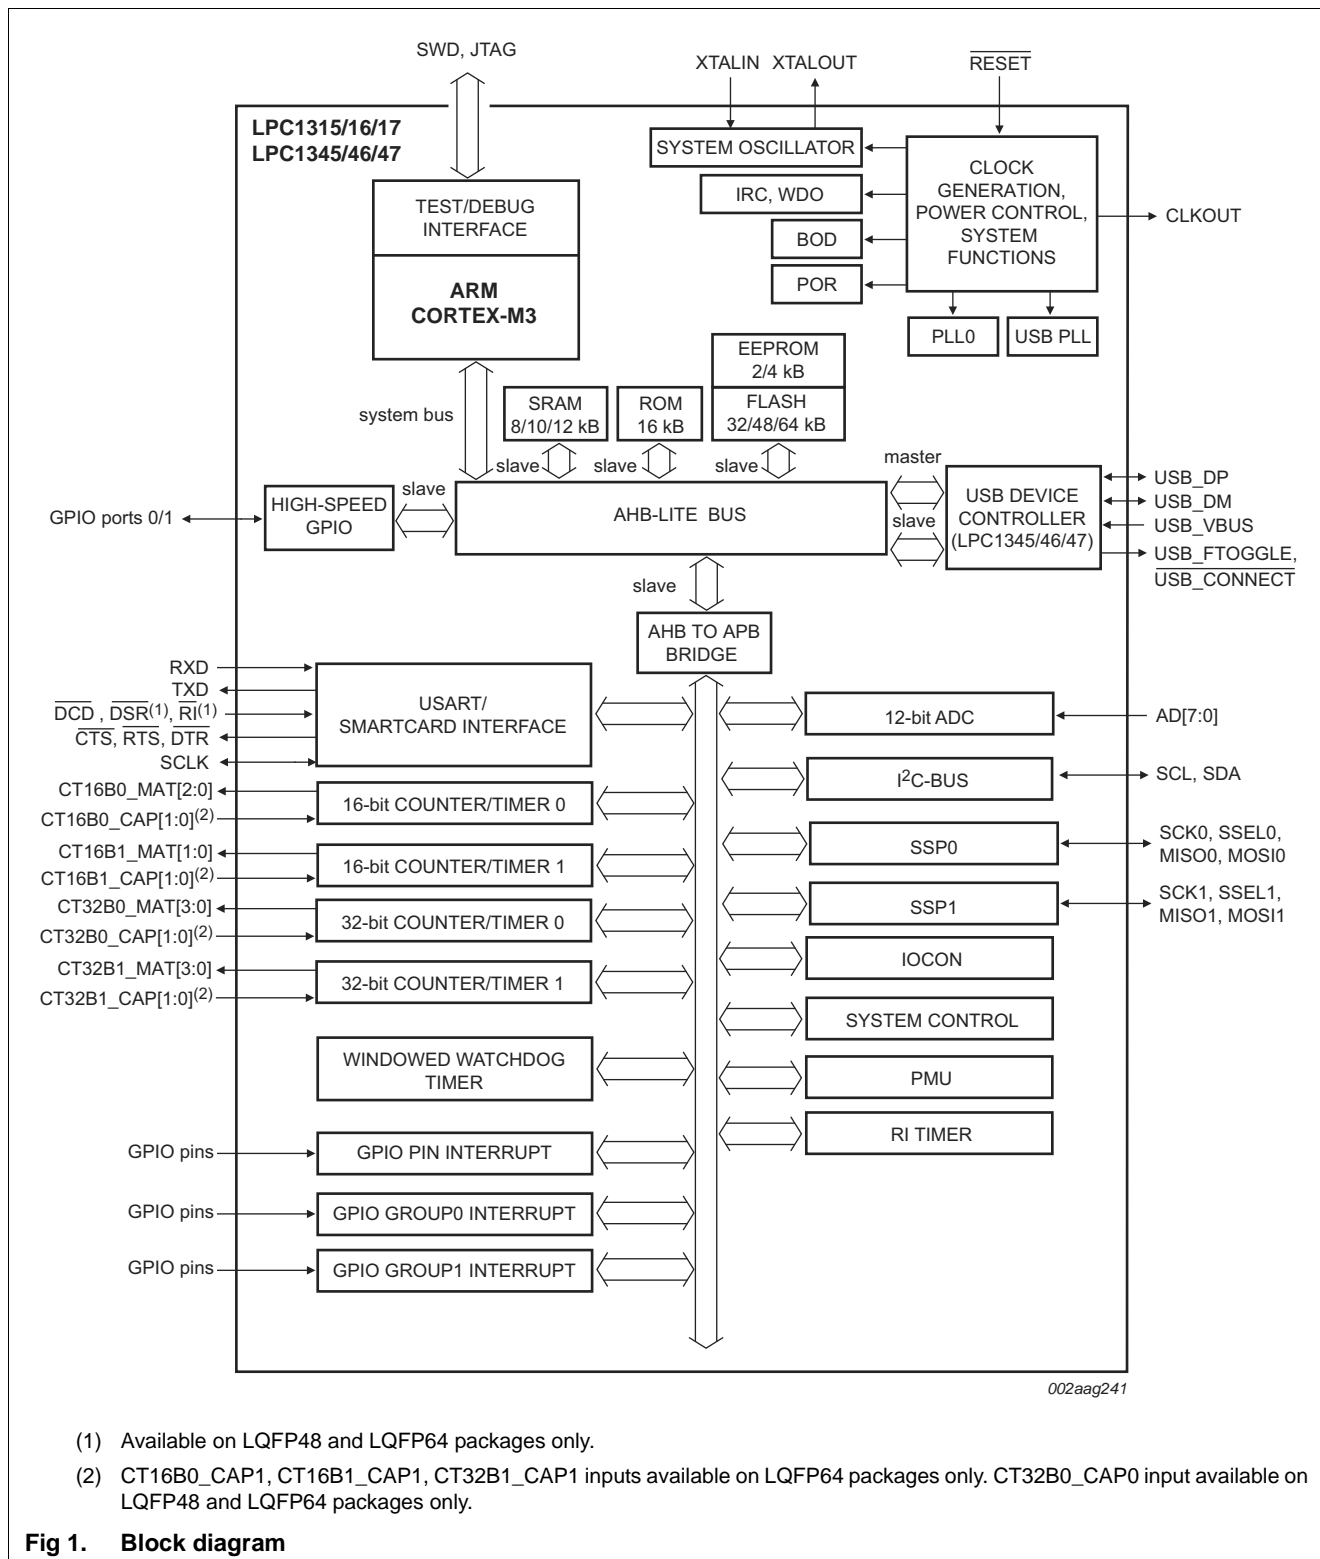 SWD, JTAG
XTALIN XTALOUT
RESET
LPC1315/16/17
LPC1345/46/47
SYSTEM OSCILLATOR
CLOCK
GENERATION,
POWER CONTROL,
SYSTEM
FUNCTIONS
TEST/DEBUG
INTERFACE
IRC, WDO
CLKOUT
BOD
POR
ARM
CORTEX-M3
PLL0
USB PLL
EEPROM
2/4 kB
system bus
SRAM
8/10/12 kB
ROM
16 kB
FLASH
32/48/64 kB
slave
slave
slave
master
slave
HIGH-SPEED
GPIO
GPIO ports 0/1
AHB-LITE BUS
slave
USB DEVICE
CONTROLLER
(LPC1345/46/47)
USB_DP
USB_DM
USB_VBUS
USB_FTOGGLE,
USB_CONNECT
slave
AHB TO APB
BRIDGE
RXD
TXD
DCD , DSR(1), RI(1)
CTS, RTS, DTR
SCLK
USART/
SMARTCARD INTERFACE
12-bit ADC
AD[7:0]
CT16B0_MAT[2:0]
CT16B0_CAP[1:0](2)
16-bit COUNTER/TIMER 0
I2C-BUS
SCL, SDA
CT16B1_MAT[1:0]
CT16B1_CAP[1:0](2)
16-bit COUNTER/TIMER 1
SSP0
SCK0, SSEL0,
MISO0, MOSI0
CT32B0_MAT[3:0]
CT32B0_CAP[1:0](2)
32-bit COUNTER/TIMER 0
SSP1
SCK1, SSEL1,
MISO1, MOSI1
CT32B1_MAT[3:0]
CT32B1_CAP[1:0](2)
32-bit COUNTER/TIMER 1
IOCON
SYSTEM CONTROL
WINDOWED WATCHDOG
TIMER
PMU
RI TIMER
GPIO pins
GPIO PIN INTERRUPT
GPIO pins
GPIO GROUP0 INTERRUPT
GPIO pins
GPIO GROUP1 INTERRUPT
002aag241
(1) Available on LQFP48 and LQFP64 packages only.
(2) CT16B0_CAP1, CT16B1_CAP1, CT32B1_CAP1 inputs available on LQFP64 packages only. CT32B0_CAP0 input available on
LQFP48 and LQFP64 packages only.
Fig 1. Block diagram